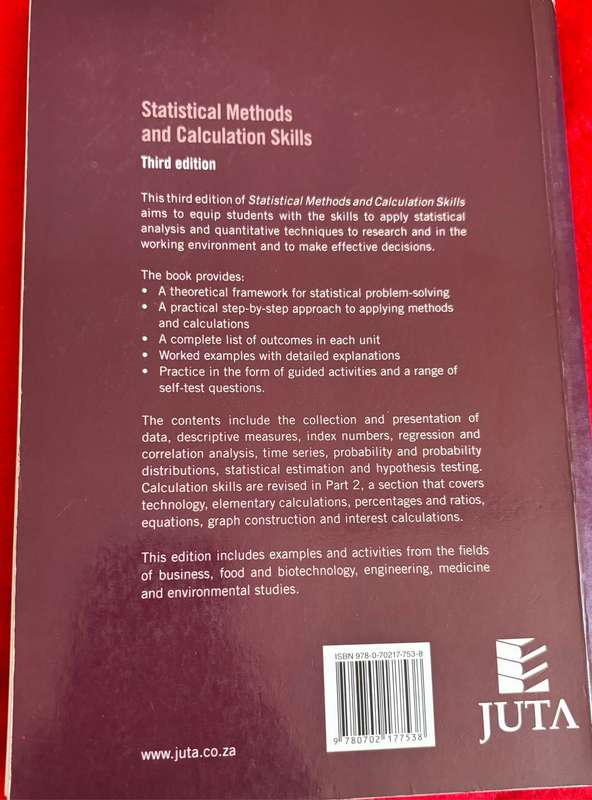 Statistical Methods
and Calculation Skills
Third edition
This third edition of Statistical Methods and Calculation Skills
aims to equip students with the skills to apply statistical
analysis and quantitative techniques to research and in the
working environment and to make effective decisions.
The book provides:
• A theoretical framework for statistical problem-solving
• A practical step-by-step approach to applying methods
and calculations
• A complete list of outcomes in each unit
• Worked examples with detailed explanations
• Practice in the form of guided activities and a range of
self-test questions.
The contents include the collection and presentation of
data, descriptive measures, index numbers, regression and
correlation analysis, time series, probability and probability
distributions, statistical estimation and hypothesis testing.
Calculation skills are revised in Part 2, a section that covers
technology, elementary calculations, percentages and ratios,
equations, graph construction and interest calculations.
This edition includes examples and activities from the fields
of business, food and biotechnology, engineering, medicine
and environmental studies.
ISBN 978-0-70217-753-8
9 780702 177538
JUTA
www.juta.co.za